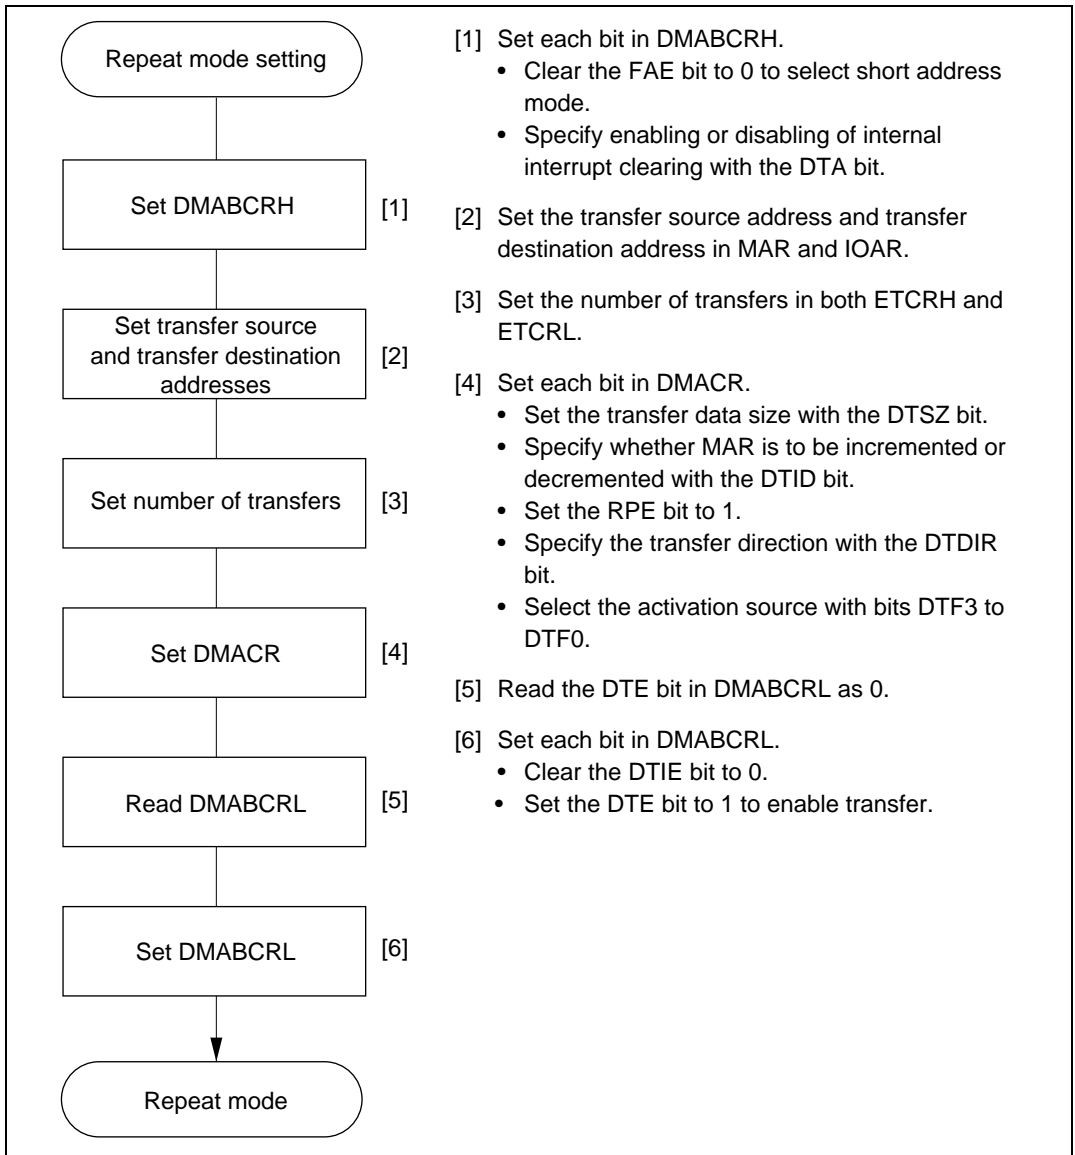 Repeat mode setting
Set DMABCRH [1]
Set transfer source
and transfer destination
addresses
[2]
Set number of transfers [3]
Set DMACR [4]
Read DMABCRL [5]
Set DMABCRL [6]
Repeat mode
[1] Set each bit in DMABCRH.
• Clear the FAE bit to 0 to select short address
mode.
• Specify enabling or disabling of internal
interrupt clearing with the DTA bit.
[2] Set the transfer source address and transfer
destination address in MAR and IOAR.
[3] Set the number of transfers in both ETCRH and
ETCRL.
[4] Set each bit in DMACR.
• Set the transfer data size with the DTSZ bit.
• Specify whether MAR is to be incremented or
decremented with the DTID bit.
• Set the RPE bit to 1.
• Specify the transfer direction with the DTDIR
bit.
• Select the activation source with bits DTF3 to
DTF0.
[5] Read the DTE bit in DMABCRL as 0.
[6] Set each bit in DMABCRL.
• Clear the DTIE bit to 0.
• Set the DTE bit to 1 to enable transfer.